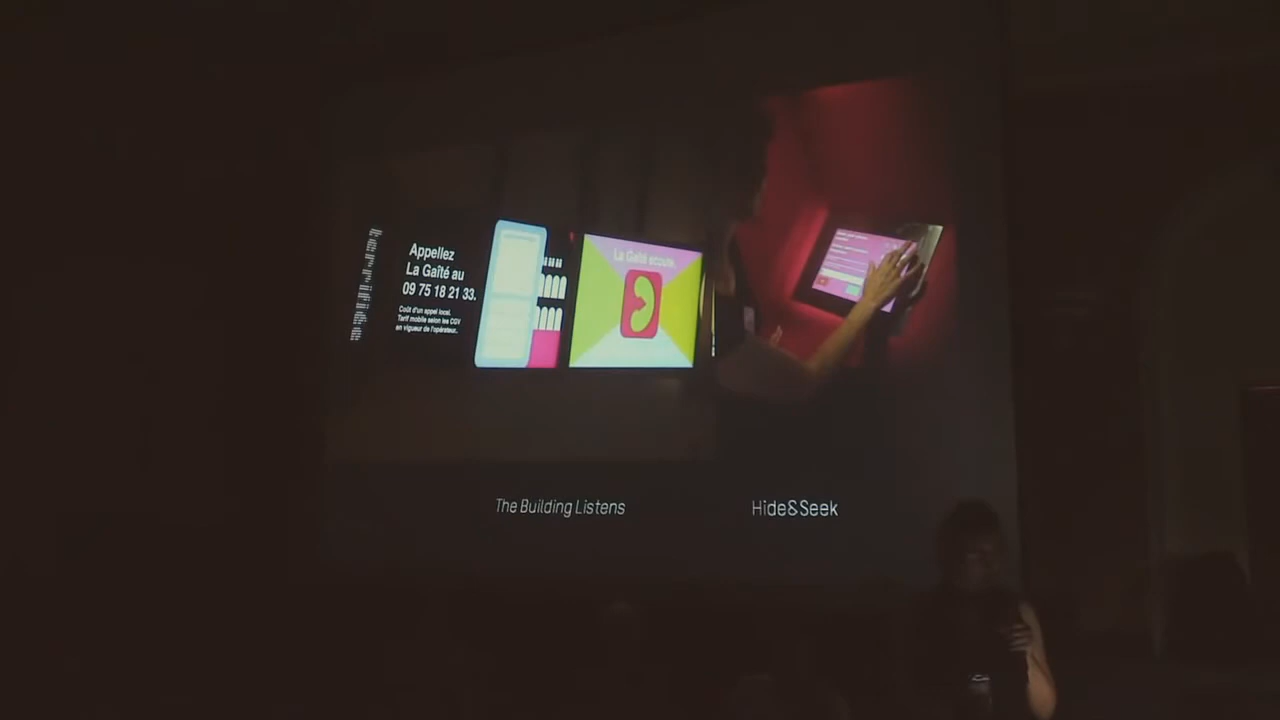 Appellez
La Gaîté au
09 75 18 21 33.
Coût d'un appel local.
Tarif mobile selon les CGV
en vigueur de l'opérateur.
La Gaîté écoute
The Building Listens
Hide&Seek